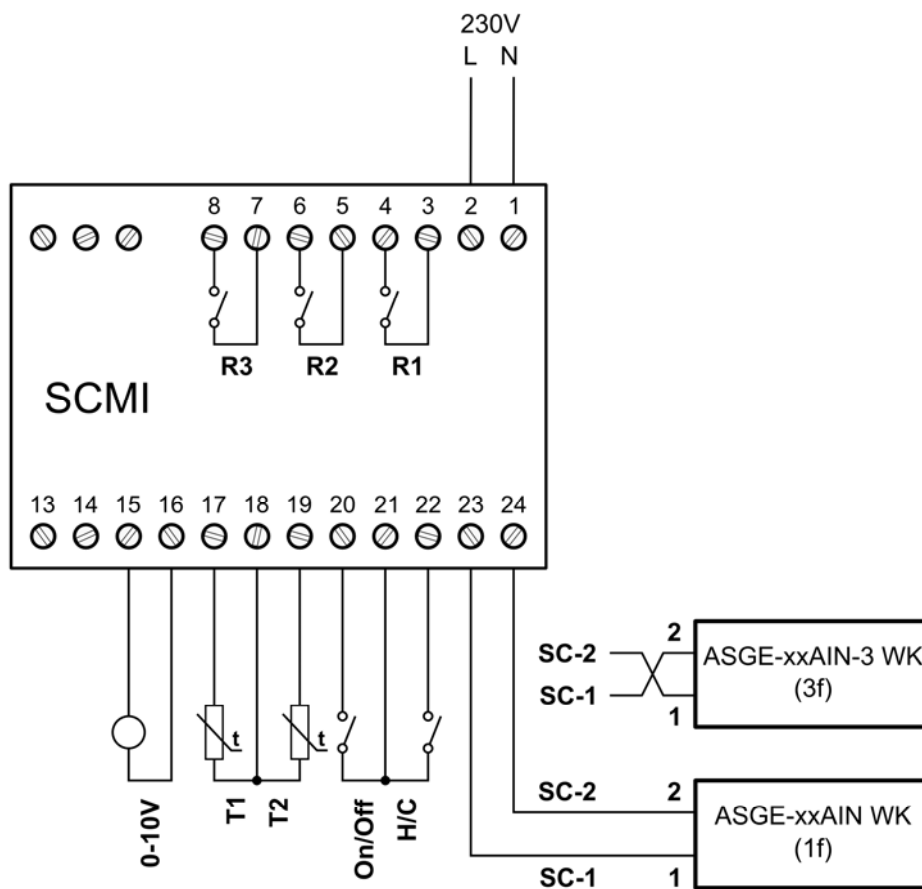 230V
L N
8 7 6 5 4 3 2 1
R3 R2 R1
SCMI
13 14 15 16 17 18 19 20 21 22 23 24
0-10V
T1
t
T2
t
On/Off
H/C
SC-2 2
SC-1 1
ASGE-xxAIN-3 WK
(3f)
SC-2 2
SC-1 1
ASGE-xxAIN WK
(1f)